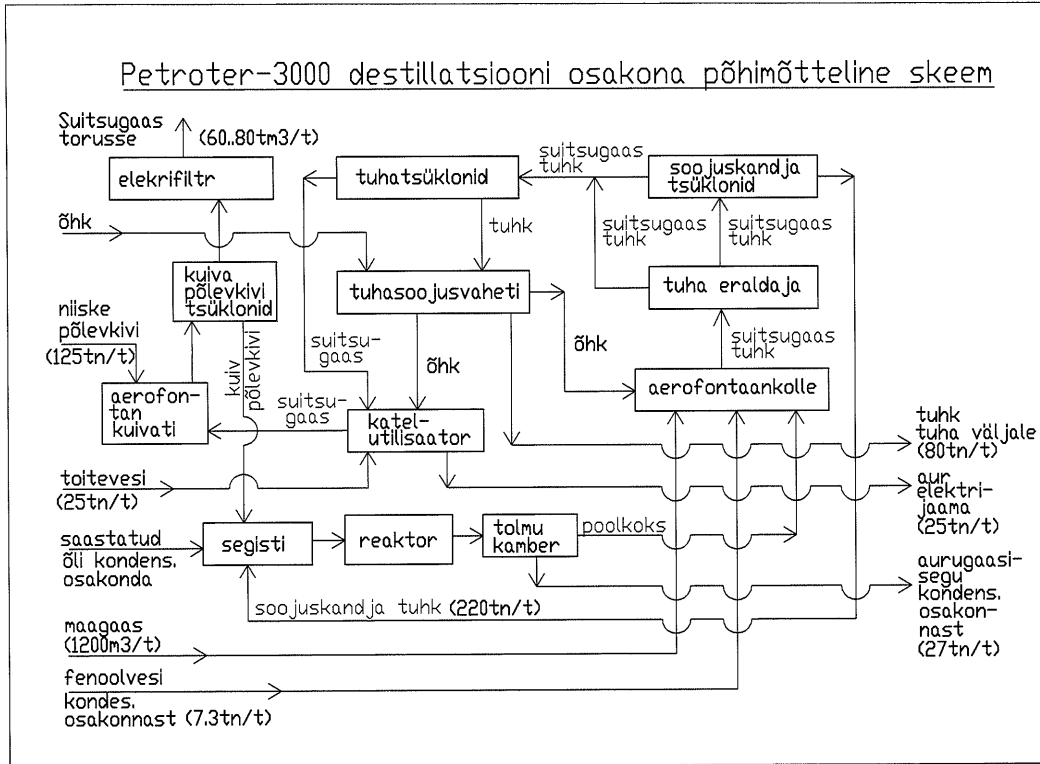 Petroter-3000 destillatsiooni osakona põhimõtteline skeem
Suitsugaas
torusse
(60..80tm3/t)
elekrifiltr
tuhatsüklonid
suitsugaas
tuhk
soojuskandja
tsüklonid
õhk
tuhk
suitsugaas
tuhk
suitsugaas
tuhk
kuiva
põlevkivi
tsüklonid
tuhasoojusvaheti
tuha eraldaja
niiske
põlevkivi
(125tn/t)
kuiv
põlevkivi
suitsu-
gaas
õhk
õhk
suitsugaas
tuhk
aerofon-
tan
kuivati
suitsu-
gaas
katel-
utilisaator
aerofontaankolle
tuhk
tuha väljale
(80tn/t)
toitevesi
(25tn/t)
aur
elektri-
jaama
(25tn/t)
saastatud
õli kondens.
osakonda
segisti
reaktor
tolmu
kamber
poolkoks
aurugaasi-
segu
kondens.
osakon-
nast
(27tn/t)
soojuskandja tuhk (220tn/t)
maagaas
(1200m3/t)
fenoolvesi
kondes.
osakonnast (7.3tn/t)